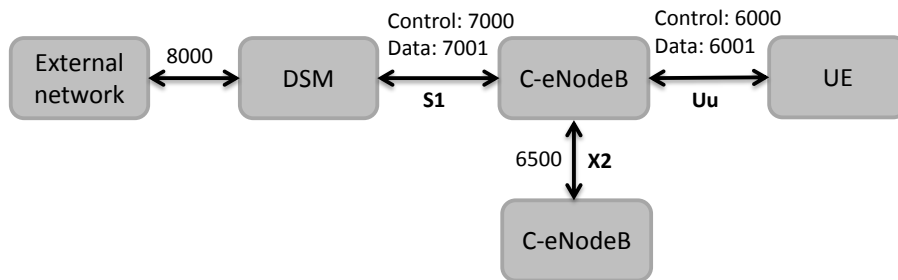 Control: 7000
Data: 7001
Control: 6000
Data: 6001
External
network
8000
DSM
S1
C-eNodeB
Uu
UE
6500
X2
C-eNodeB